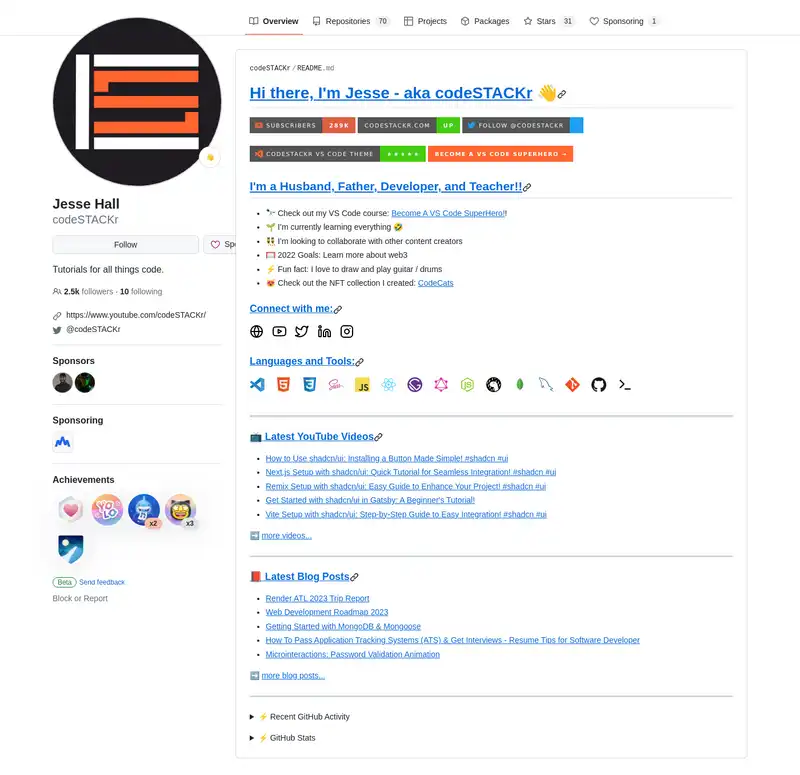 Overview Repositories 70 Projects Packages Stars 31 Sponsoring 1
Jesse Hall
codeSTACKr
Follow
Spo
Tutorials for all things code.
2.5k followers · 10 following
https://www.youtube.com/codeSTACKr/
@codeSTACKr
Sponsors
Sponsoring
Achievements
YOLO
x2
x3
Beta Send feedback
Block or Report
codeSTACKr / README.md
Hi there, I'm Jesse - aka codeSTACKr 👋
SUBSCRIBERS 289K CODESTACKR.COM UP FOLLOW @CODESTACKR
CODESTACKR VS CODE THEME ★★★★★ BECOME A VS CODE SUPERHERO →
I'm a Husband, Father, Developer, and Teacher!!
🔭 Check out my VS Code course: Become A VS Code SuperHero!!
🌱 I'm currently learning everything 🤣
👯 I'm looking to collaborate with other content creators
🥅 2022 Goals: Learn more about web3
⚡ Fun fact: I love to draw and play guitar / drums
😻 Check out the NFT collection I created: CodeCats
Connect with me:
Languages and Tools:
JS
📺 Latest YouTube Videos
How to Use shadcn/ui: Installing a Button Made Simple! #shadcn #ui
Next.js Setup with shadcn/ui: Quick Tutorial for Seamless Integration! #shadcn #ui
Remix Setup with shadcn/ui: Easy Guide to Enhance Your Project! #shadcn #ui
Get Started with shadcn/ui in Gatsby: A Beginner's Tutorial!
Vite Setup with shadcn/ui: Step-by-Step Guide to Easy Integration! #shadcn #ui
➡️ more videos...
📕 Latest Blog Posts
Render ATL 2023 Trip Report
Web Development Roadmap 2023
Getting Started with MongoDB & Mongoose
How To Pass Application Tracking Systems (ATS) & Get Interviews - Resume Tips for Software Developer
Microinteractions: Password Validation Animation
➡️ more blog posts...
⚡ Recent GitHub Activity
⚡ GitHub Stats